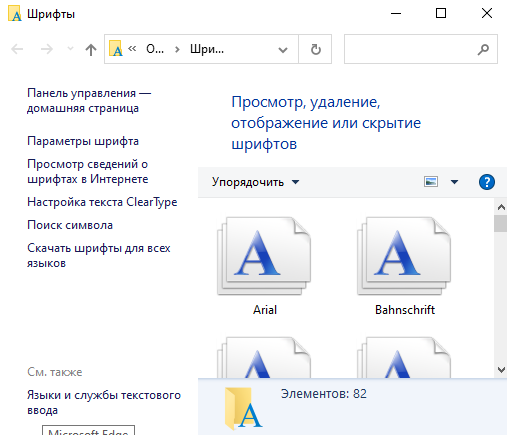 Шрифты
О...
Шри...
Панель управления —
домашняя страница
Параметры шрифта
Просмотр сведений о
шрифтах в Интернете
Настройка текста ClearType
Поиск символа
Скачать шрифты для всех
языков
См. также
Языки и службы текстового
ввода
Microsoft Edge
Просмотр, удаление,
отображение или скрытие
шрифтов
Упорядочить
Arial
Bahnschrift
Элементов: 82